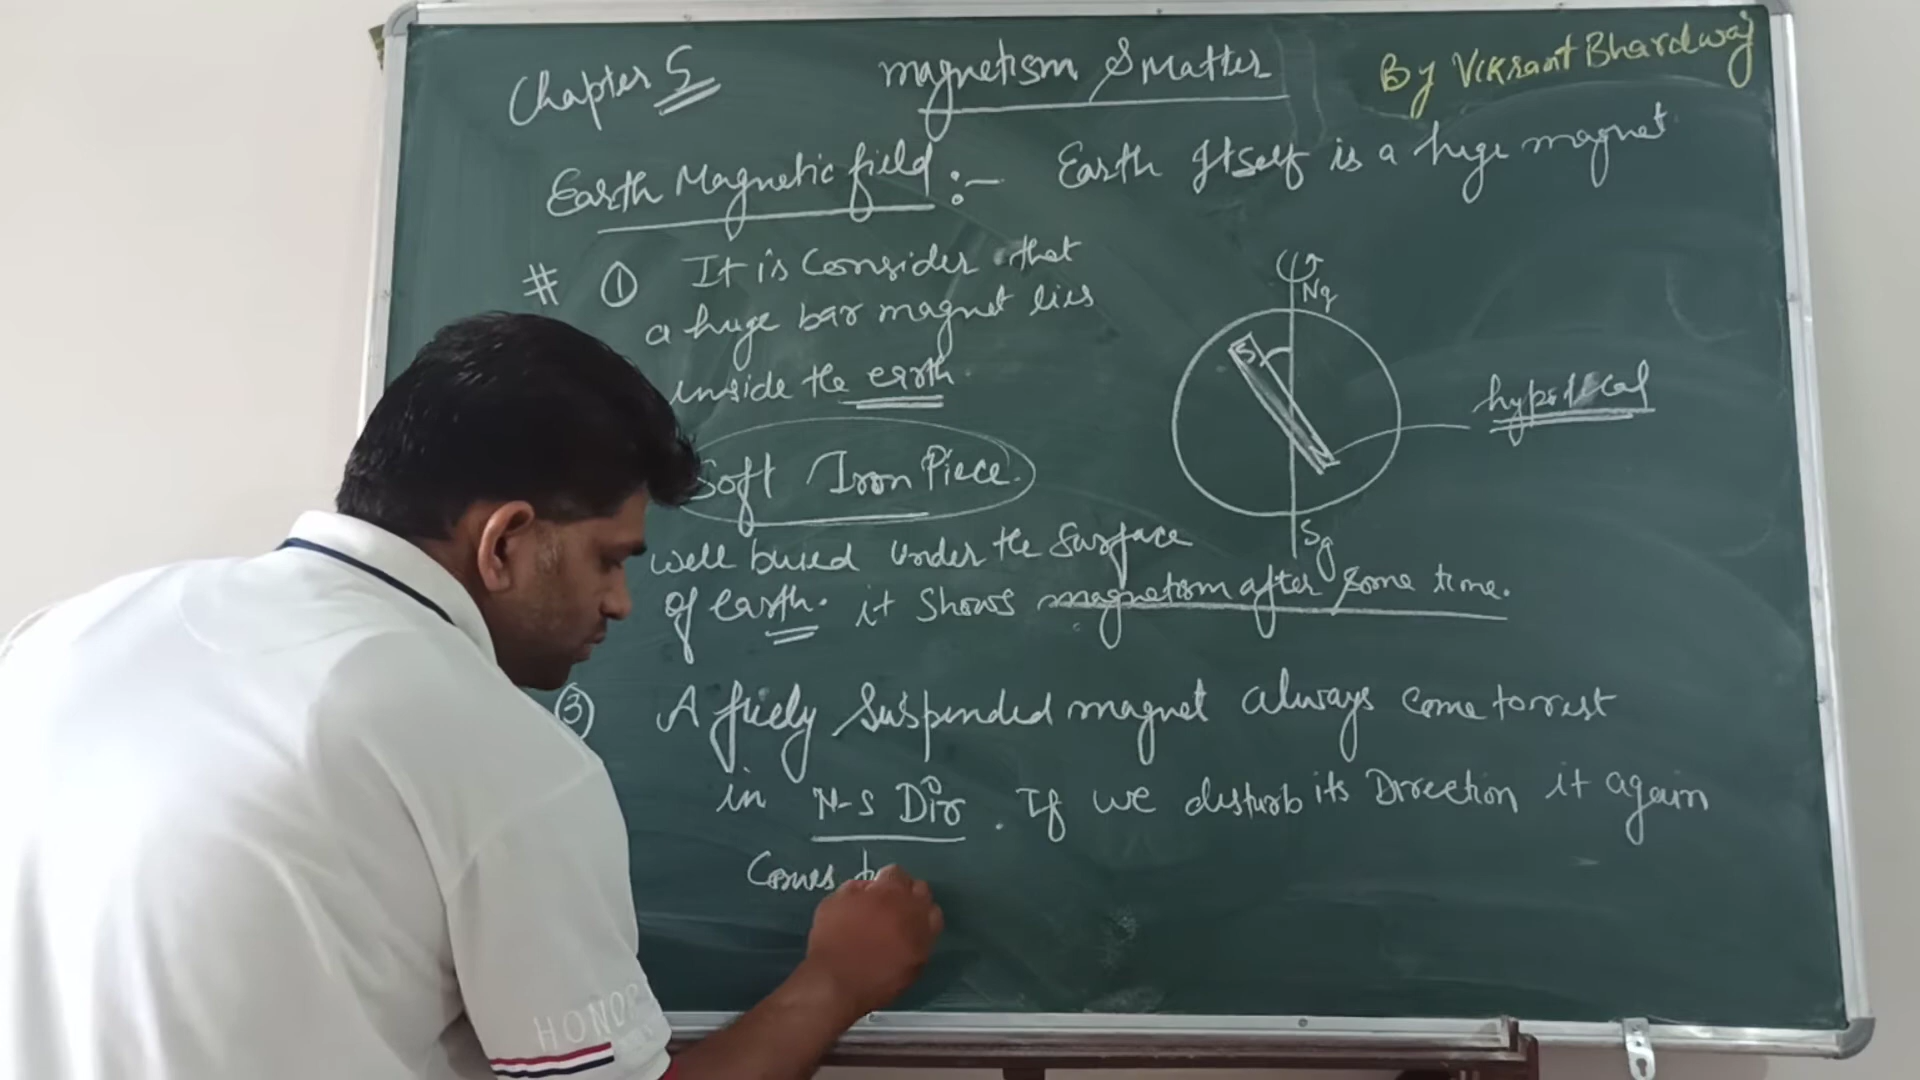 Chapter 5
Magnetism & Matter
By Vikrant Bhardwaj
Earth Magnetic field :- Earth Itself is a huge magnet
# ① It is Consider that
a huge bar magnet lies
inside the earth.
Soft Iron Piece.
well buried under the Surface
of earth. it shows magnetism after some time.
③ A freely Suspended magnet always come to rest
in N-S Dir. If we disturb its Direction it again
Comes
Ng
S
Sg
HONOR